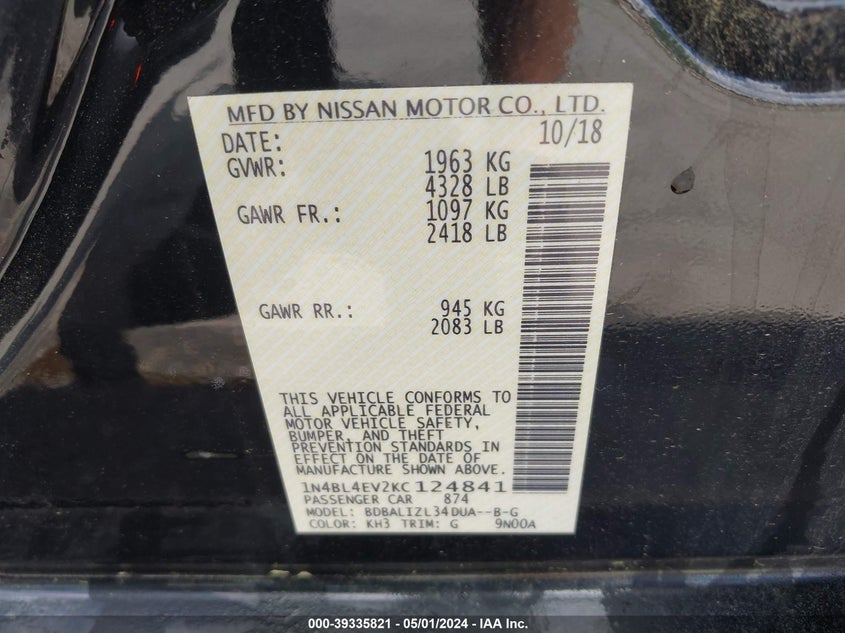 MFD BY NISSAN MOTOR CO., LTD.
DATE: 10/18
GVWR: 1963 KG
4328 LB
GAWR FR.: 1097 KG
2418 LB
GAWR RR.: 945 KG
2083 LB
THIS VEHICLE CONFORMS TO
ALL APPLICABLE FEDERAL
MOTOR VEHICLE SAFETY,
BUMPER, AND THEFT
PREVENTION STANDARDS IN
EFFECT ON THE DATE OF
MANUFACTURE SHOWN ABOVE.
1N4BL4EV2KC124841
PASSENGER CAR 874
MODEL: BDBALIZL34DUA--B-G
COLOR: KH3 TRIM: G 9N00A
000-39335821 - 05/01/2024 - IAA Inc.